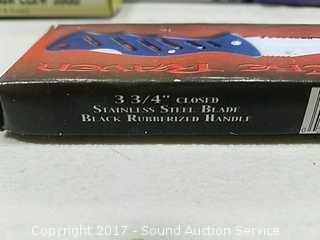 3 3/4" CLOSED
STAINLESS STEEL BLADE
BLACK RUBBERIZED HANDLE
Copyright 2017 - Sound Auction Service